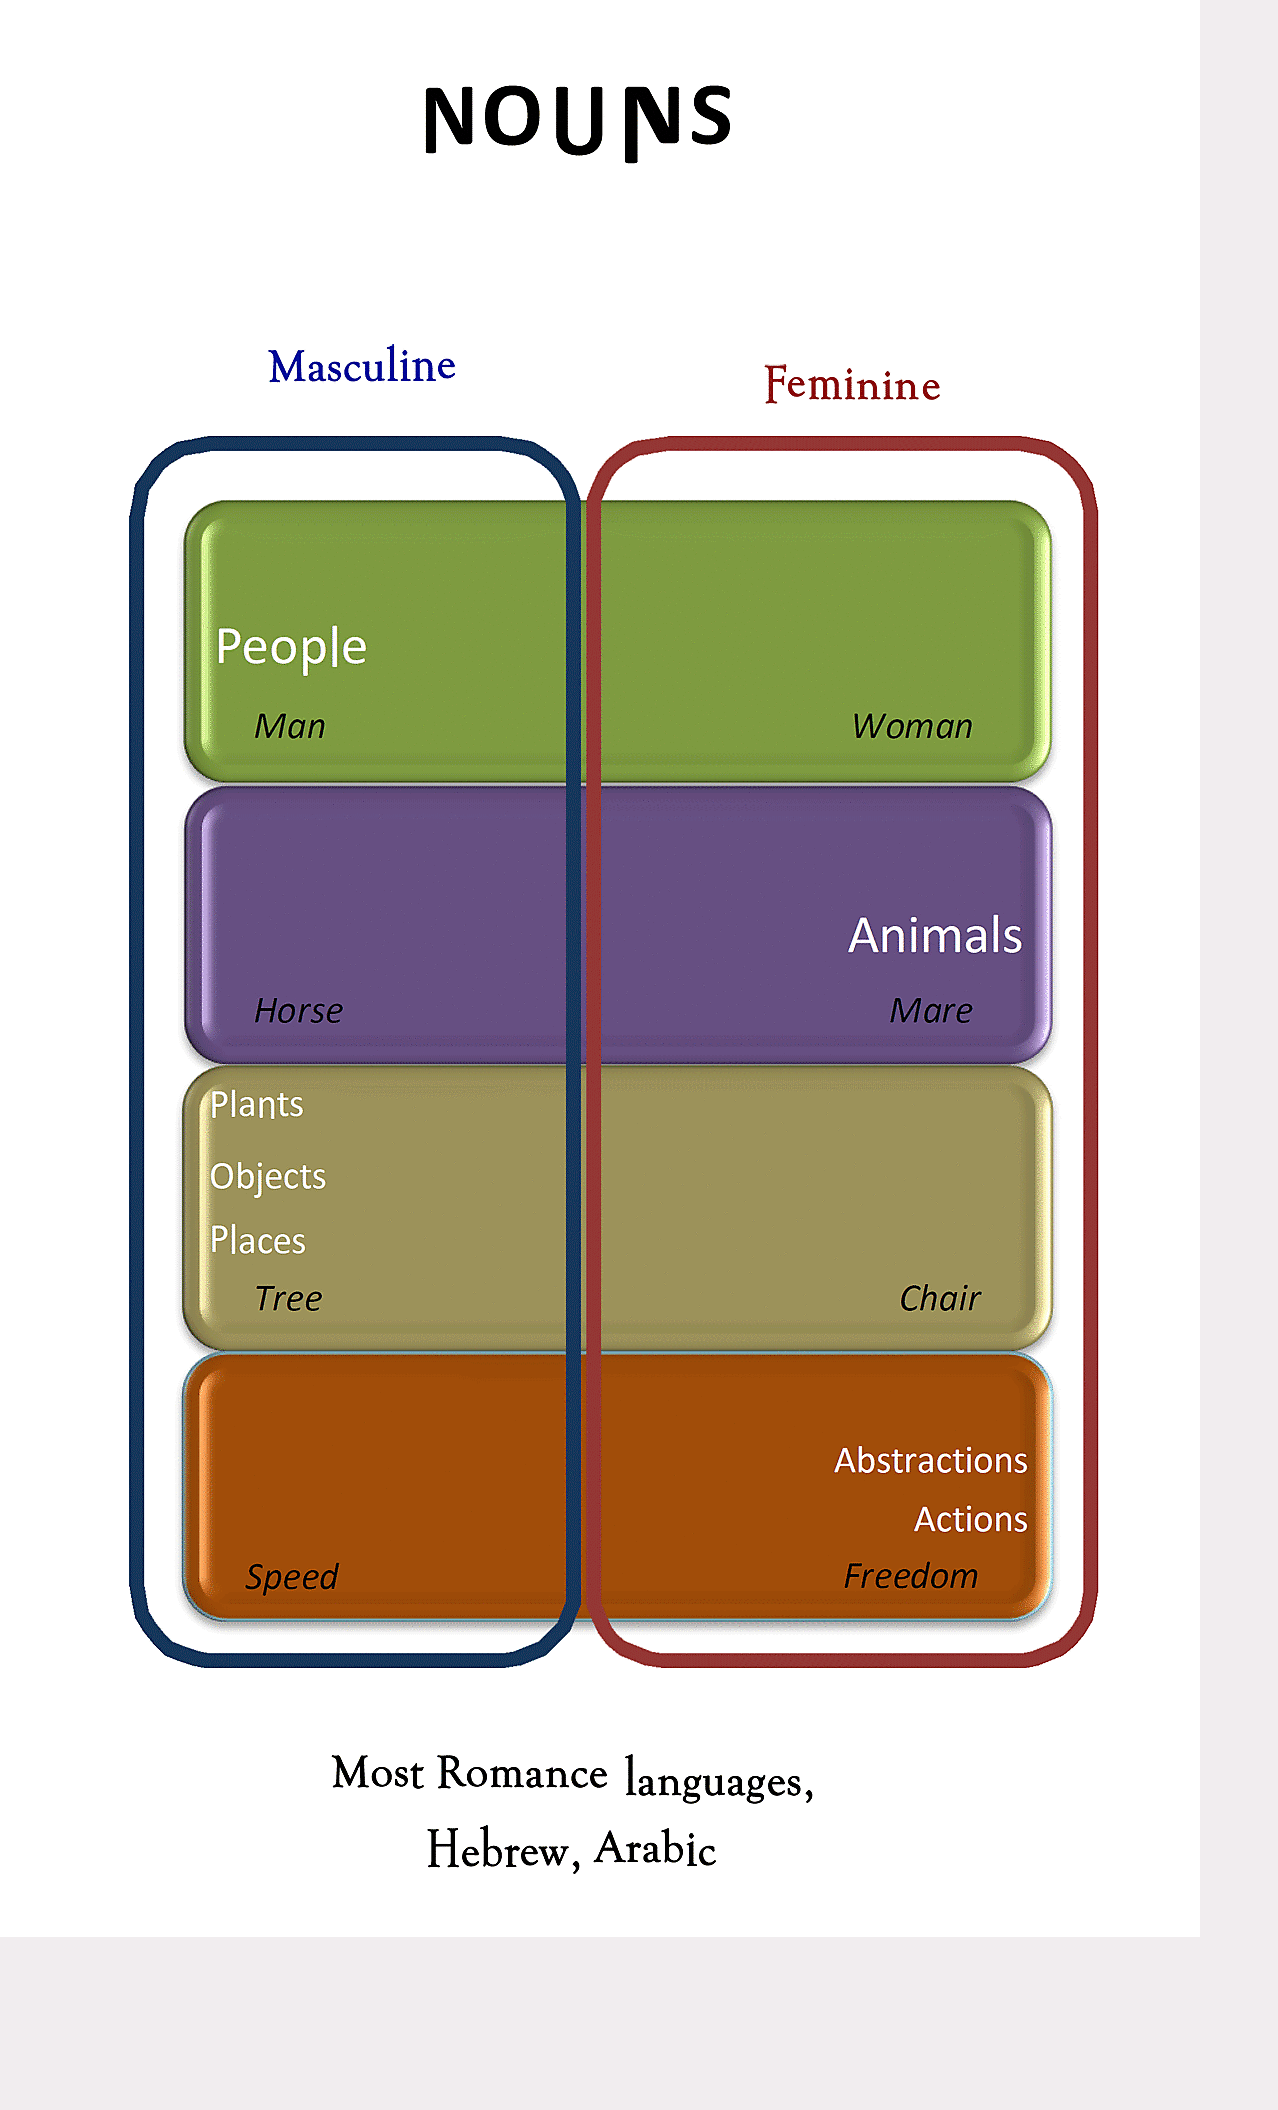 NOUNS
Masculine Feminine
People
Man Woman
Animals
Horse Mare
Plants
Objects
Places
Tree Chair
Abstractions
Actions
Speed Freedom
Most Romance languages,
Hebrew, Arabic